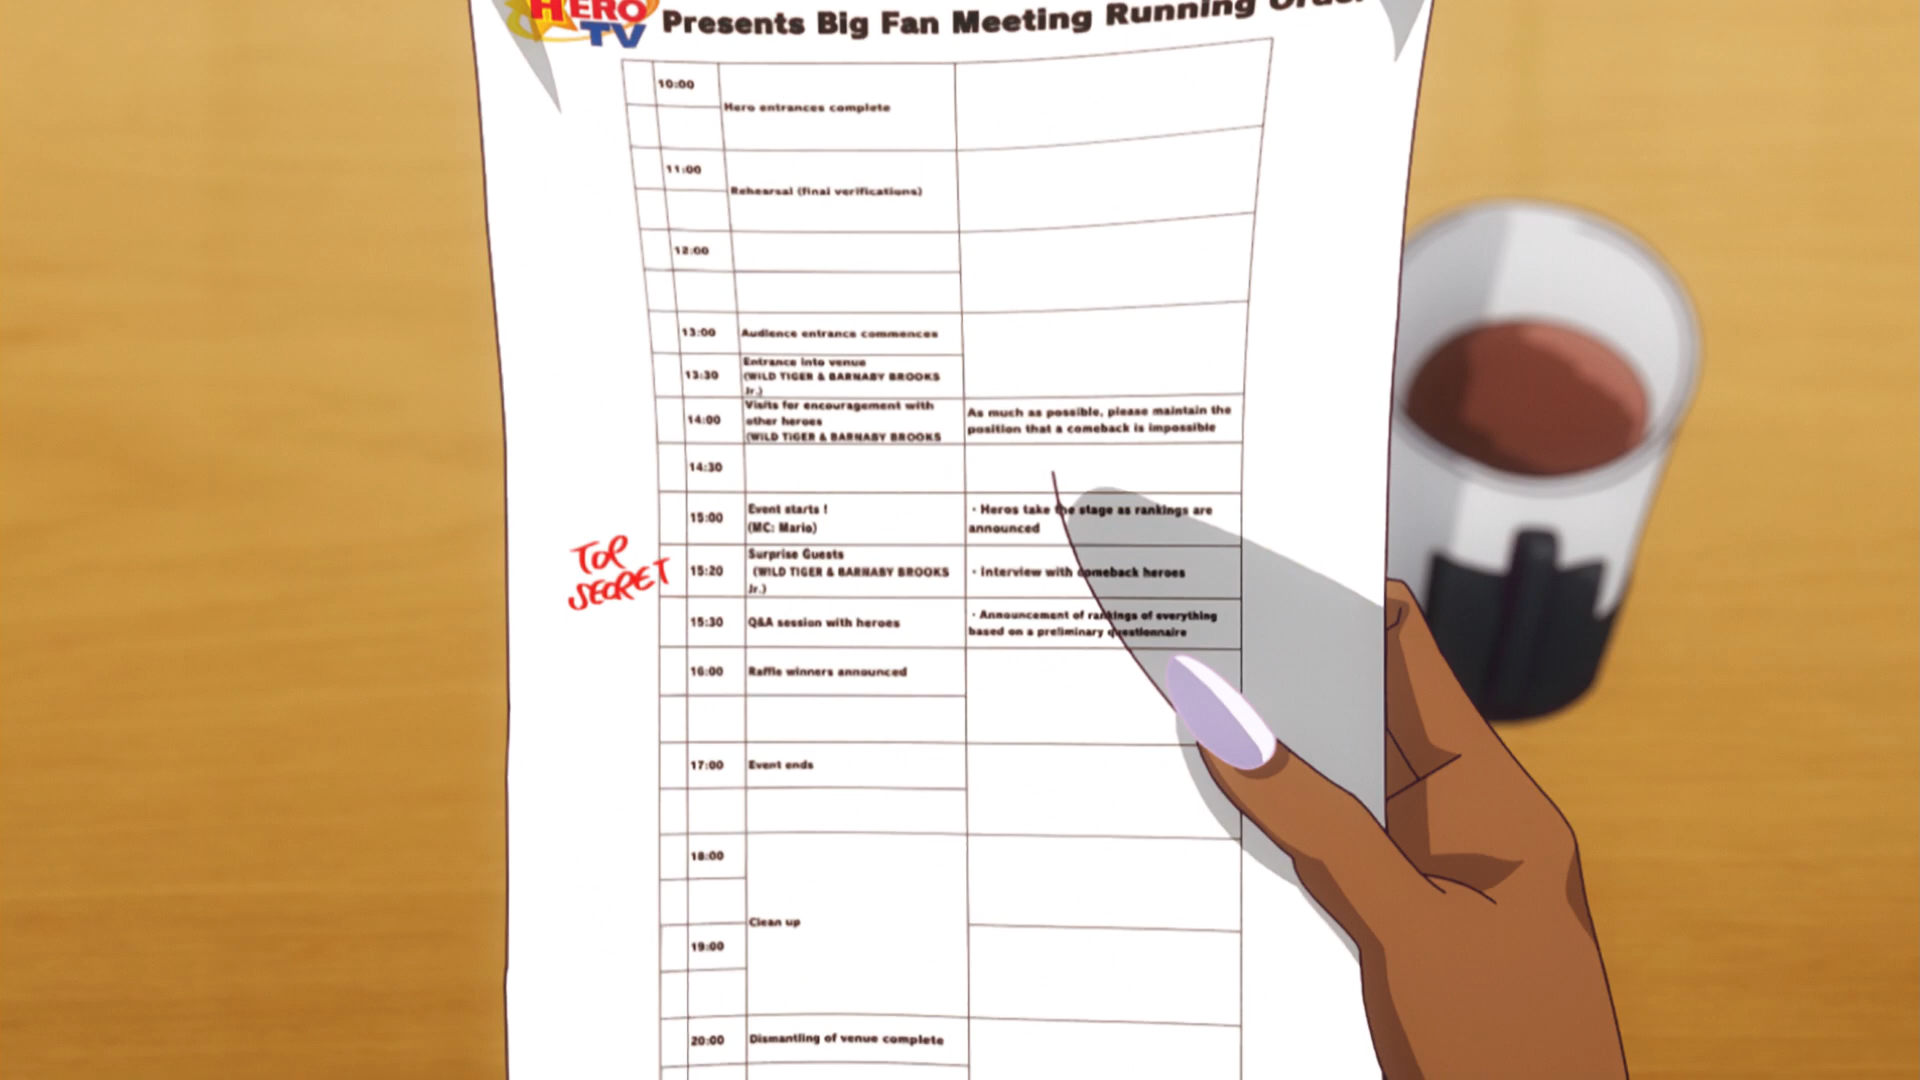 HERO
TV
Presents Big Fan Meeting Running Order
10:00
Hero entrances complete
11:00
Rehearsal (final verifications)
12:00
13:00
Audience entrance commences
13:30
Entrance into venue
(WILD TIGER & BARNABY BROOKS
Jr.)
14:00
Visits for encouragement with
other heroes
(WILD TIGER & BARNABY BROOKS
As much as possible, please maintain the
position that a comeback is impossible
14:30
15:00
Event starts !
(MC: Mario)
· Heros take the stage as rankings are
announced
TOP
SECRET
15:20
Surprise Guests
(WILD TIGER & BARNABY BROOKS
Jr.)
· Interview with comeback heroes
15:30
Q&A session with heroes
· Announcement of rankings of everything
based on a preliminary questionnaire
16:00
Raffle winners announced
17:00
Event ends
18:00
Clean up
19:00
20:00
Dismantling of venue complete